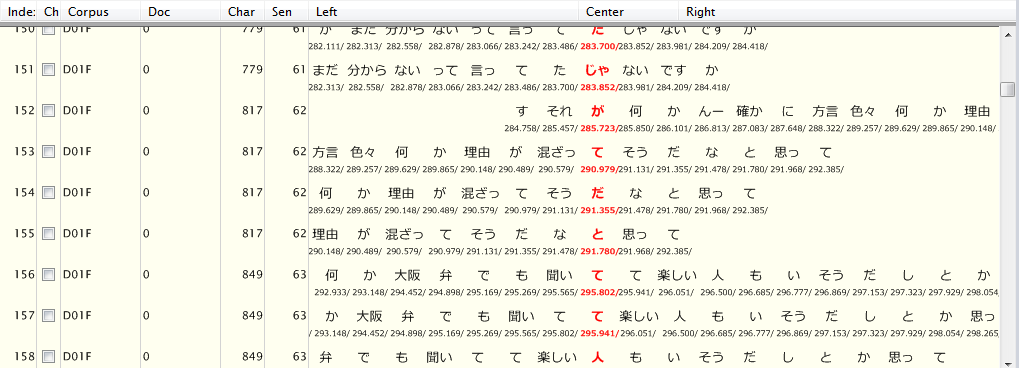 Inde: Ch Corpus Doc Char Sen Left Center Right
150 D01F 0 779 61 か まだ 分から ない って 言っ て た じゃ ない です か
282.111/ 282.313/ 282.558/ 282.878/ 283.066/ 283.242/ 283.486/ 283.700/ 283.852/ 283.981/ 284.209/ 284.418/
151 D01F 0 779 61 まだ 分から ない って 言っ て た じゃ ない です か
282.313/ 282.558/ 282.878/ 283.066/ 283.242/ 283.486/ 283.700/ 283.852/ 283.981/ 284.209/ 284.418/
152 D01F 0 817 62 す それ が 何 か んー 確か に 方言 色々 何 か 理由
284.758/ 285.457/ 285.723/ 285.850/ 286.101/ 286.813/ 287.083/ 287.648/ 288.322/ 289.257/ 289.629/ 289.865/ 290.148/
153 D01F 0 817 62 方言 色々 何 か 理由 が 混ざっ て そう だ な と 思っ て
288.322/ 289.257/ 289.629/ 289.865/ 290.148/ 290.489/ 290.579/ 290.979/ 291.131/ 291.355/ 291.478/ 291.780/ 291.968/ 292.385/
154 D01F 0 817 62 何 か 理由 が 混ざっ て そう だ な と 思っ て
289.629/ 289.865/ 290.148/ 290.489/ 290.579/ 290.979/ 291.131/ 291.355/ 291.478/ 291.780/ 291.968/ 292.385/
155 D01F 0 817 62 理由 が 混ざっ て そう だ な と 思っ て
290.148/ 290.489/ 290.579/ 290.979/ 291.131/ 291.355/ 291.478/ 291.780/ 291.968/ 292.385/
156 D01F 0 849 63 何 か 大阪 弁 で も 聞い て て 楽しい 人 も い そう だ し と か
292.933/ 293.148/ 294.452/ 294.898/ 295.169/ 295.269/ 295.565/ 295.802/ 295.941/ 296.051/ 296.500/ 296.685/ 296.777/ 296.869/ 297.153/ 297.323/ 297.929/ 298.054
157 D01F 0 849 63 か 大阪 弁 で も 聞い て て 楽しい 人 も い そう だ し と か 思っ
/ 293.148/ 294.452/ 294.898/ 295.169/ 295.269/ 295.565/ 295.802/ 295.941/ 296.051/ 296.500/ 296.685/ 296.777/ 296.869/ 297.153/ 297.323/ 297.929/ 298.054/ 298.265
158 D01F 0 849 63 弁 で も 聞い て て 楽しい 人 も い そう だ し と か 思っ て